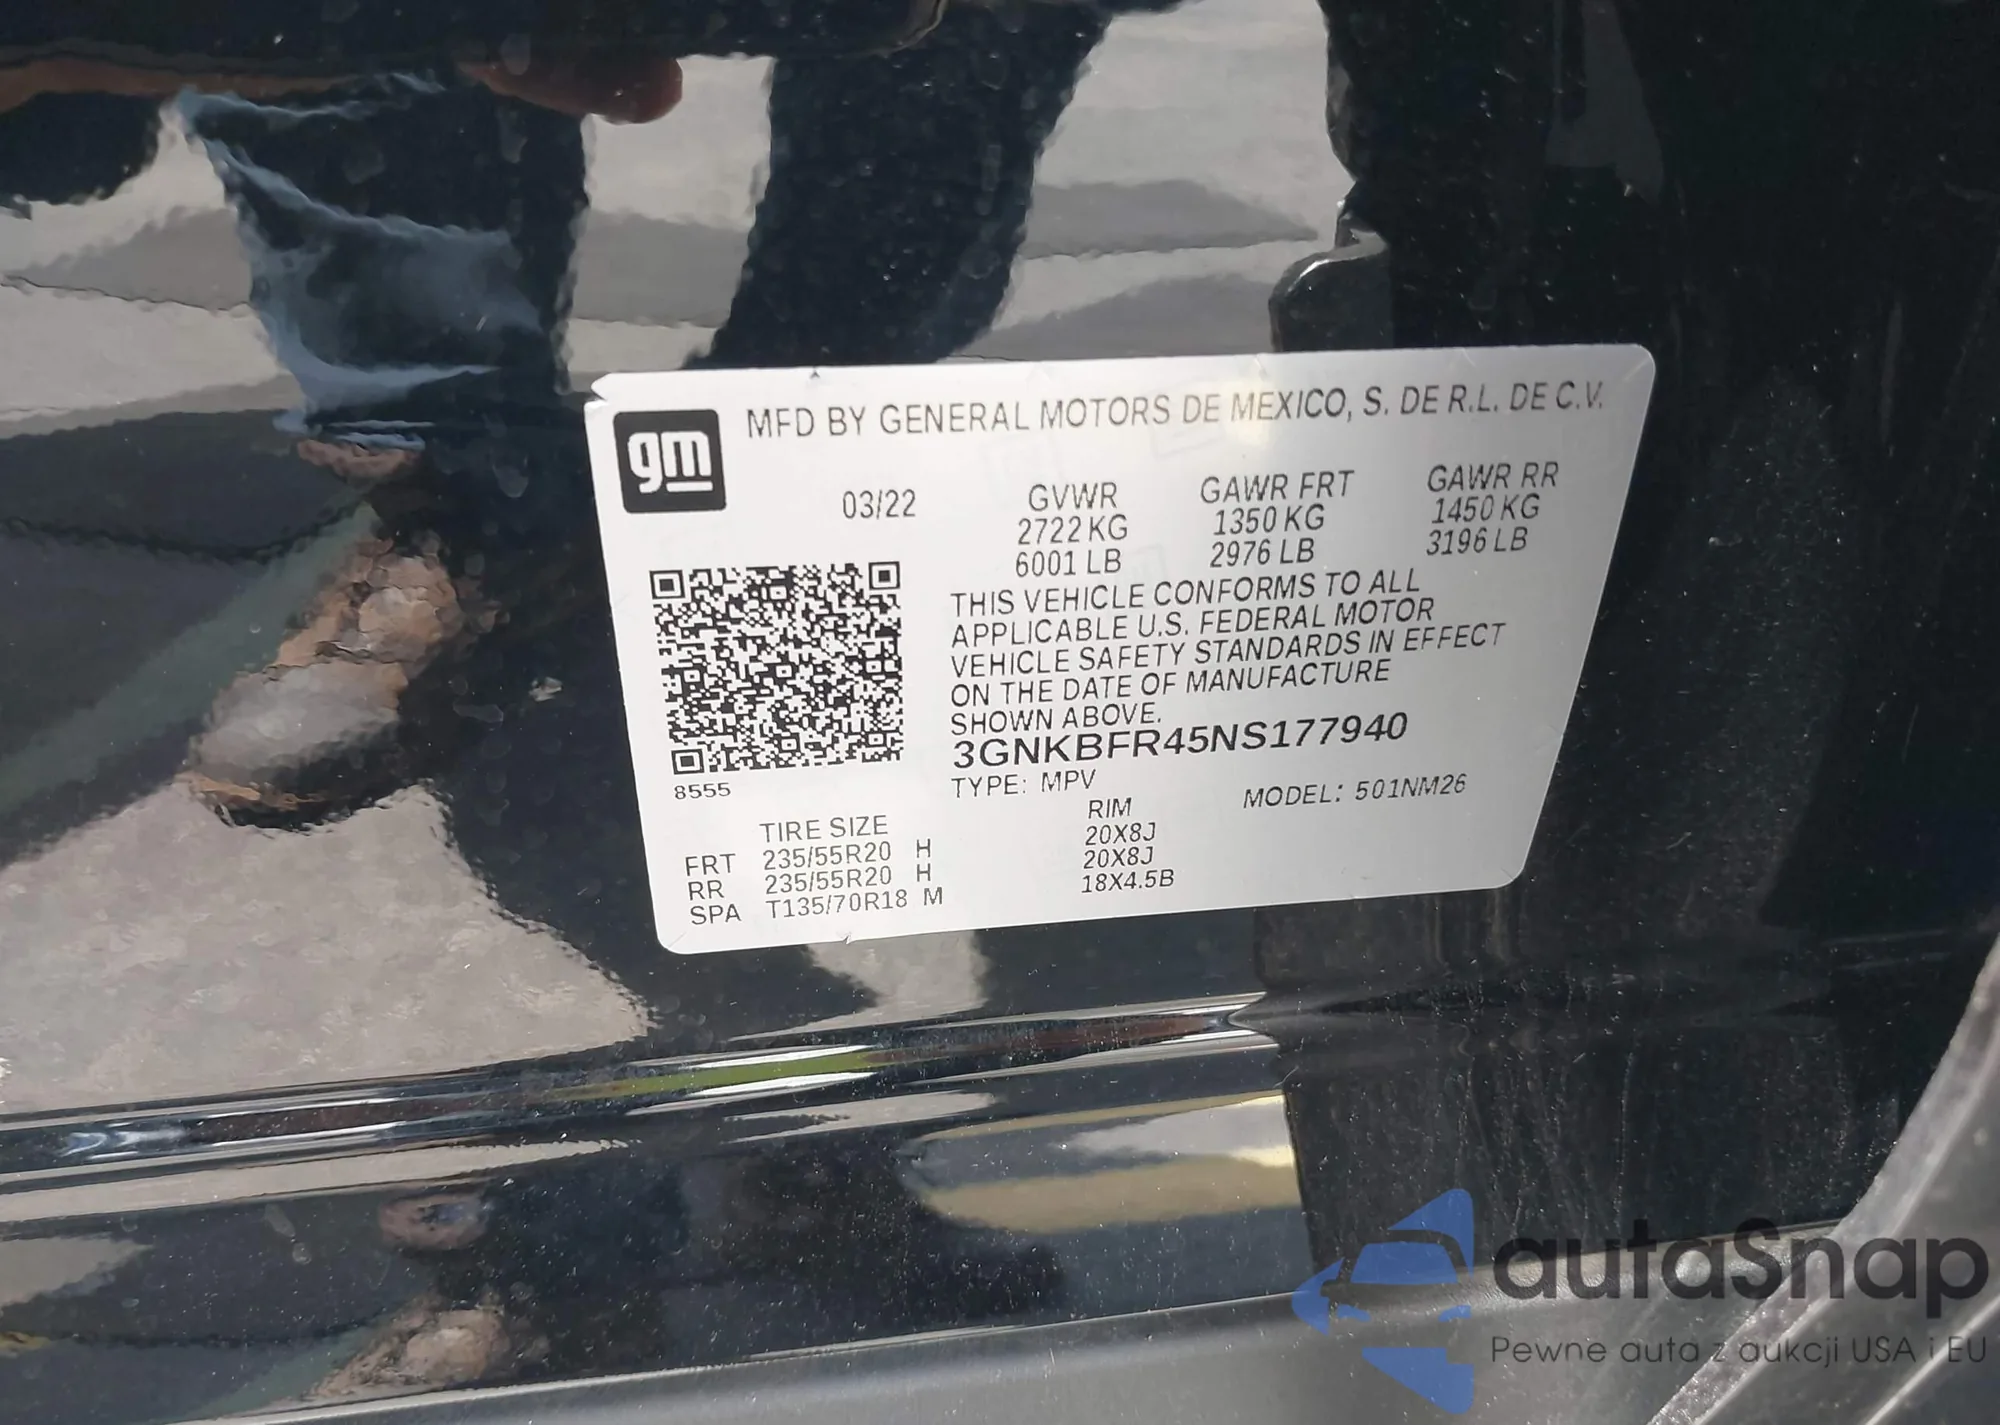 gm
MFD BY GENERAL MOTORS DE MEXICO, S. DE R.L. DE C.V.
03/22 GVWR GAWR FRT GAWR RR
2722 KG 1350 KG 1450 KG
6001 LB 2976 LB 3196 LB
THIS VEHICLE CONFORMS TO ALL
APPLICABLE U.S. FEDERAL MOTOR
VEHICLE SAFETY STANDARDS IN EFFECT
ON THE DATE OF MANUFACTURE
SHOWN ABOVE.
3GNKBFR45NS177940
8555 TYPE: MPV MODEL: 501NM26
TIRE SIZE RIM
FRT 235/55R20 H 20X8J
RR 235/55R20 H 20X8J
SPA T135/70R18 M 18X4.5B
autaSnap
Pewne auta z aukcji USA i EU